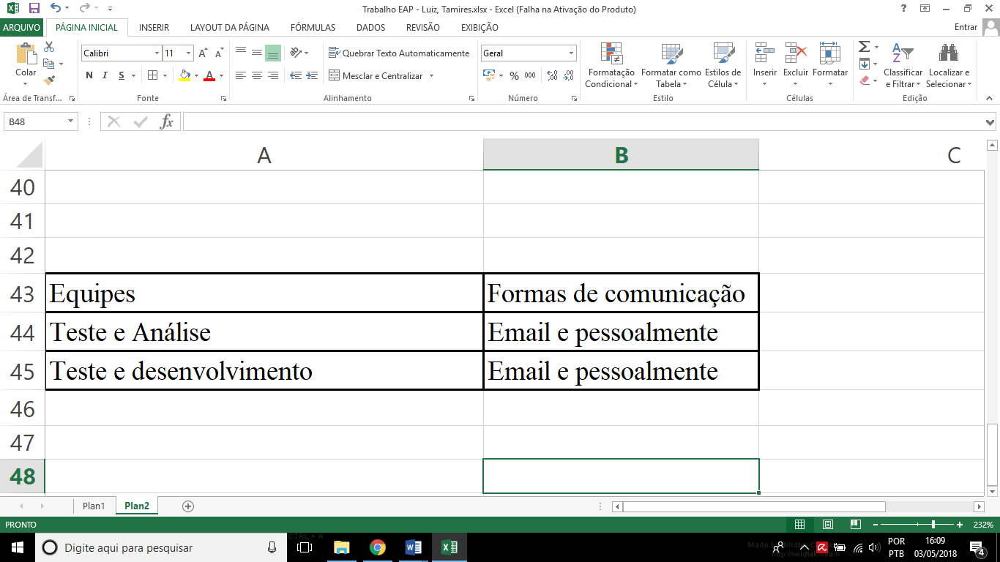 Trabalho EAP - Luiz, Tamires.xlsx - Excel (Falha na Ativação do Produto)
ARQUIVO PÁGINA INICIAL INSERIR LAYOUT DA PÁGINA FÓRMULAS DADOS REVISÃO EXIBIÇÃO Entrar
Calibri 11 Quebrar Texto Automaticamente Geral
Colar N I S Mesclar e Centralizar % 000 Formatação Condicional Formatar como Tabela Estilos de Célula Inserir Excluir Formatar Classificar e Filtrar Localizar e Selecionar
Área de Transf... Fonte Alinhamento Número Estilo Células Edição
B48 fx
A B C
40
41
42
43 Equipes Formas de comunicação
44 Teste e Análise Email e pessoalmente
45 Teste e desenvolvimento Email e pessoalmente
46
47
48
Plan1 Plan2
PRONTO 232%
Digite aqui para pesquisar CTRL + A POR 16:09
PTB 03/05/2018 4